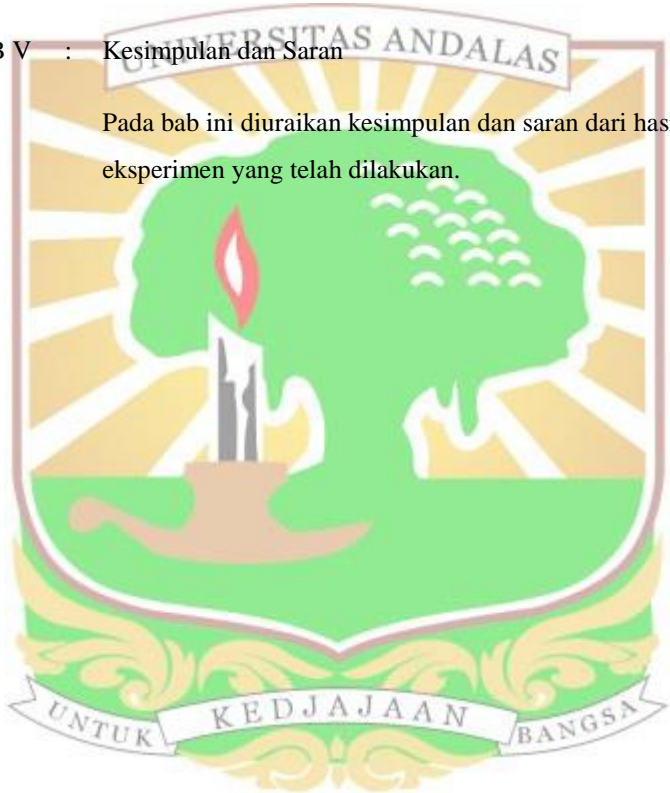 B V : Kesimpulan dan Saran
UNIVERSITAS ANDALAS
Pada bab ini diuraikan kesimpulan dan saran dari has
eksperimen yang telah dilakukan.
UNTUK KEDJAJAAN BANGSA